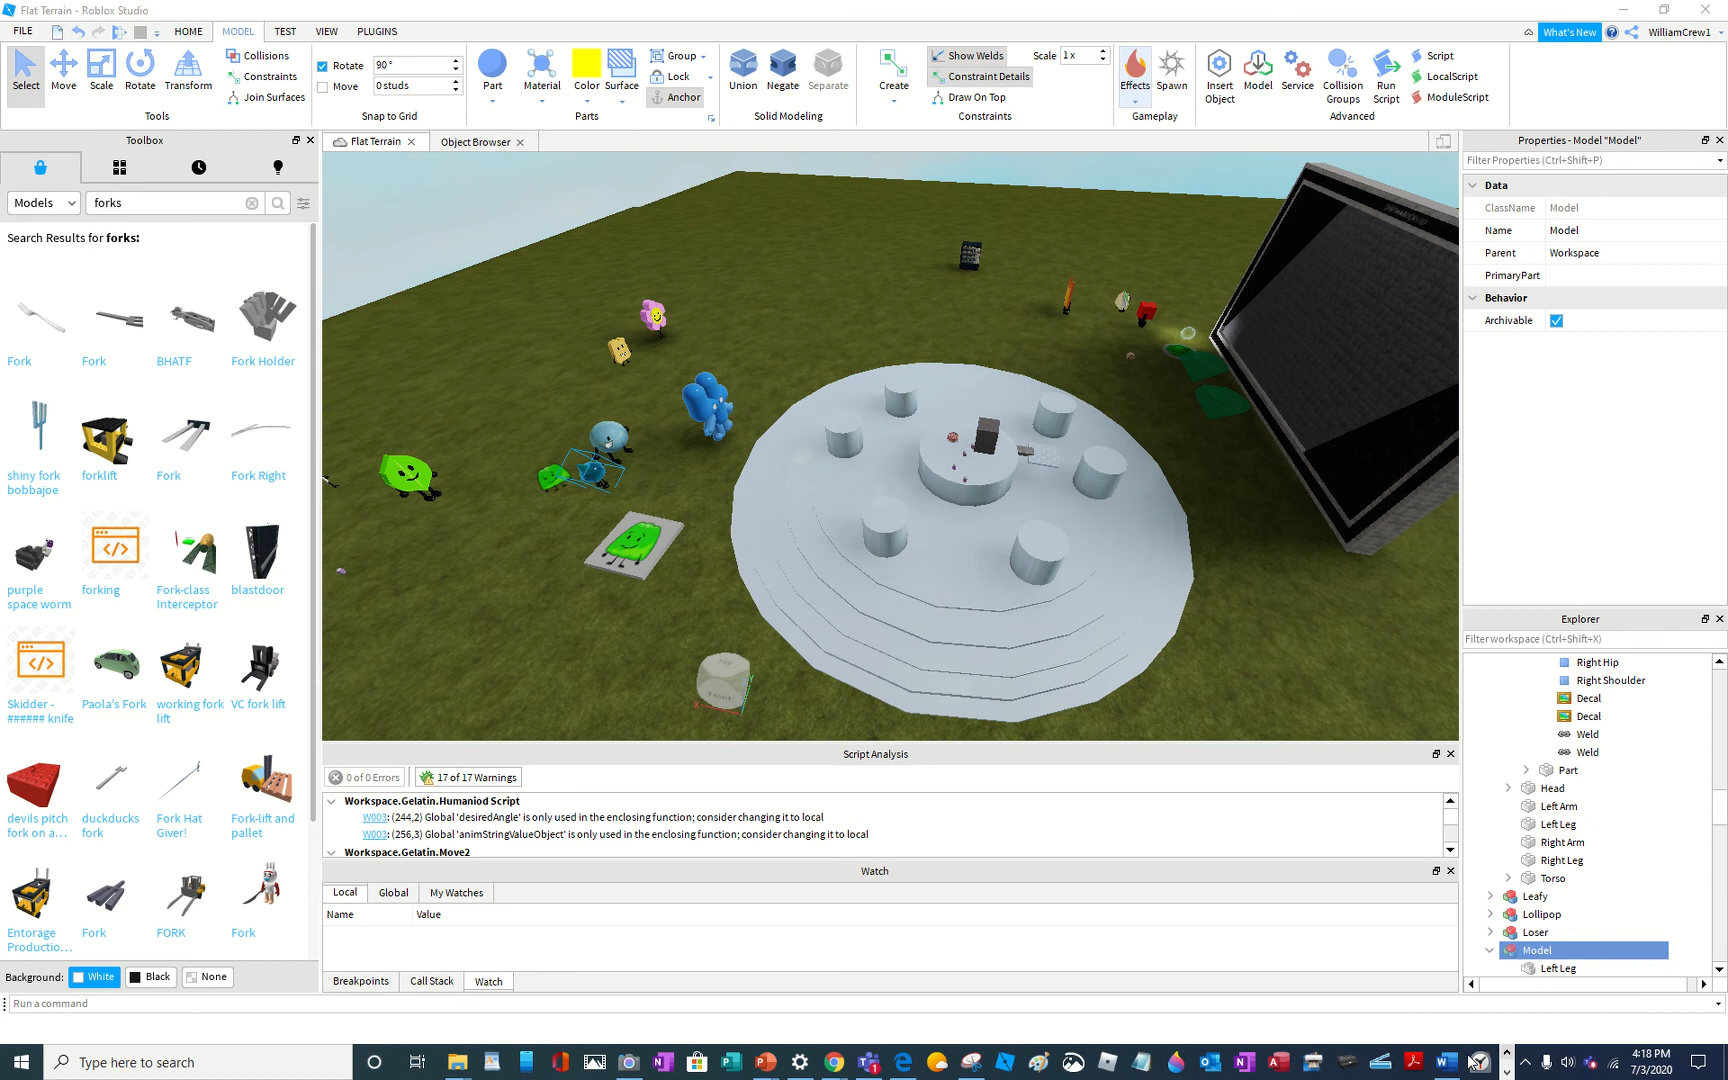 Flat Terrain - Roblox Studio
FILE HOME MODEL TEST VIEW PLUGINS What's New WilliamCrew1
Select Move Scale Rotate Transform
Collisions
Constraints
Join Surfaces
Tools
Rotate 90°
Move 0 studs
Snap to Grid
Part Material Color Surface
Group
Lock
Anchor
Parts
Union Negate Separate
Solid Modeling
Create
Show Welds Scale 1 x
Constraint Details
Draw On Top
Constraints
Effects Spawn
Gameplay
Insert Object Model Service Collision Groups Run Script
Script
LocalScript
ModuleScript
Advanced
Toolbox
Models forks
Search Results for forks:
Fork Fork BHATF Fork Holder
shiny fork bobbajoe forklift Fork Fork Right
purple space worm forking Fork-class Interceptor blastdoor
Skidder - ###### knife Paola's Fork working fork lift VC fork lift
devils pitch fork on a... duckducks fork Fork Hat Giver! Fork-lift and pallet
Entorage Productio... Fork FORK Fork
Background: White Black None
Run a command
Flat Terrain Object Browser
Script Analysis
0 of 0 Errors 17 of 17 Warnings
Workspace.Gelatin.Humaniod Script
W003: (244,2) Global 'desiredAngle' is only used in the enclosing function; consider changing it to local
W003: (256,3) Global 'animStringValueObject' is only used in the enclosing function; consider changing it to local
Workspace.Gelatin.Move2
Watch
Local Global My Watches
Name Value
Breakpoints Call Stack Watch
Properties - Model "Model"
Filter Properties (Ctrl+Shift+P)
Data
ClassName Model
Name Model
Parent Workspace
PrimaryPart
Behavior
Archivable
Explorer
Filter workspace (Ctrl+Shift+X)
Right Hip
Right Shoulder
Decal
Decal
Weld
Weld
Part
Head
Left Arm
Left Leg
Right Arm
Right Leg
Torso
Leafy
Lollipop
Loser
Model
Left Leg
Type here to search
4:18 PM
7/3/2020